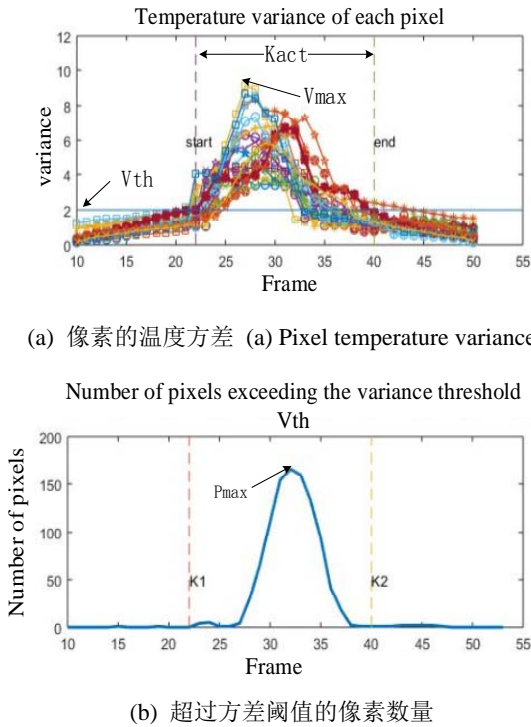 Temperature variance of each pixel
12
10
8
6
4
2
0
variance
Kact
Vmax
start
end
Vth
10 15 20 25 30 35 40 45 50 55
Frame
(a) 像素的温度方差 (a) Pixel temperature variance
Number of pixels exceeding the variance threshold
Vth
200
150
100
50
0
Number of pixels
Pmax
K1
K2
10 15 20 25 30 35 40 45 50 55
Frame
(b) 超过方差阈值的像素数量